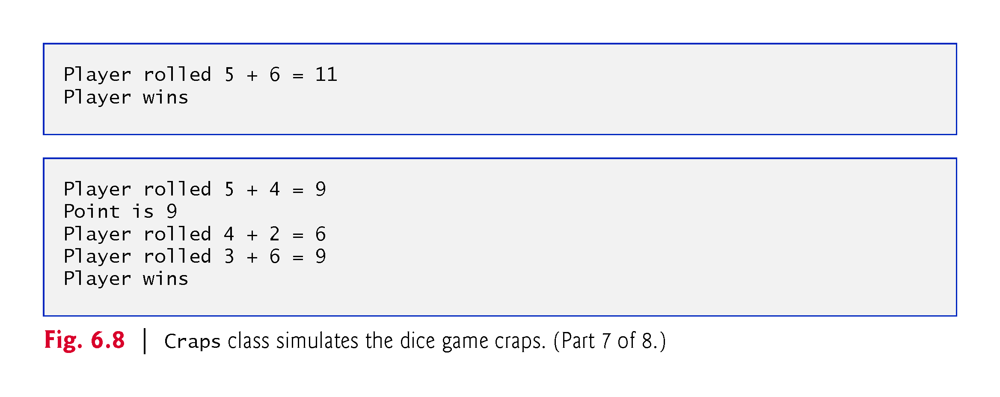 Player rolled 5 + 6 = 11
Player wins
Player rolled 5 + 4 = 9
Point is 9
Player rolled 4 + 2 = 6
Player rolled 3 + 6 = 9
Player wins
Fig. 6.8 | Craps class simulates the dice game craps. (Part 7 of 8.)